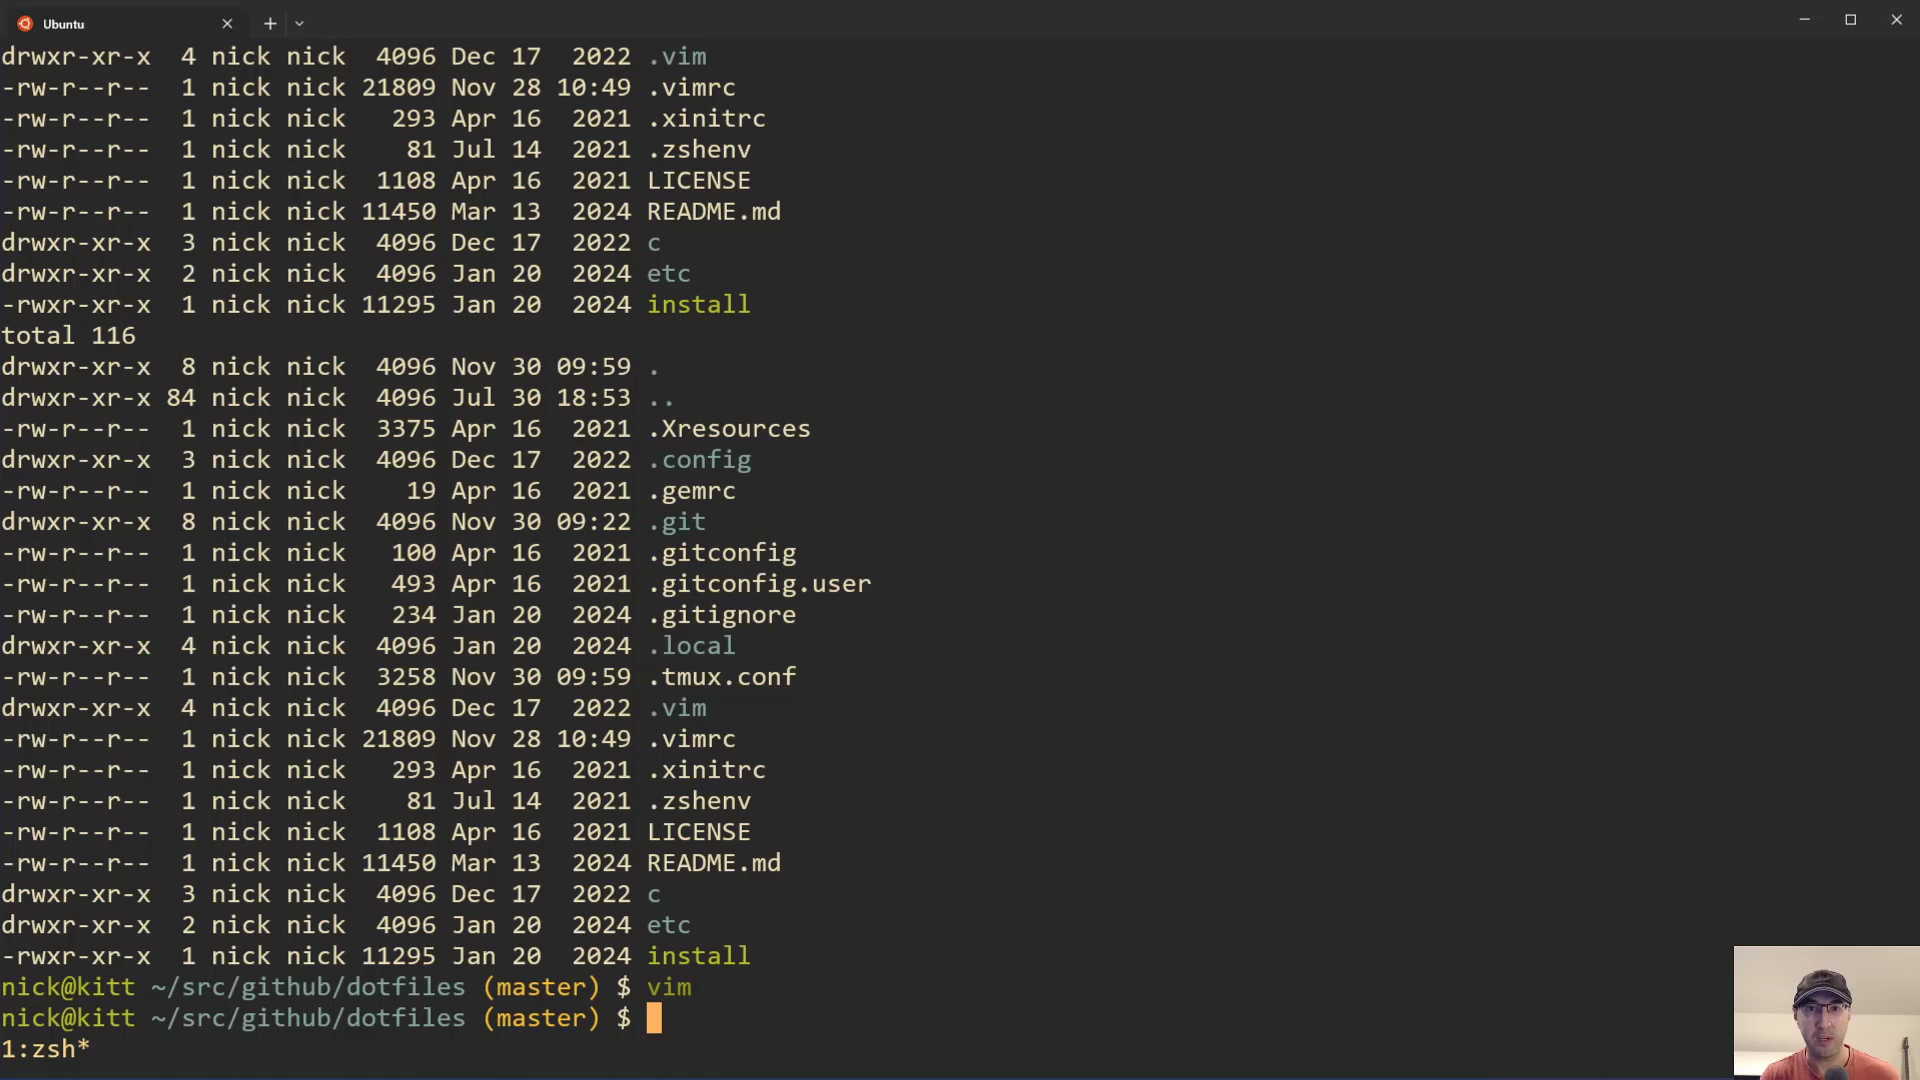 Ubuntu
drwxr-xr-x  4 nick nick  4096 Dec 17  2022 .vim
-rw-r--r--  1 nick nick 21809 Nov 28 10:49 .vimrc
-rw-r--r--  1 nick nick   293 Apr 16  2021 .xinitrc
-rw-r--r--  1 nick nick    81 Jul 14  2021 .zshenv
-rw-r--r--  1 nick nick  1108 Apr 16  2021 LICENSE
-rw-r--r--  1 nick nick 11450 Mar 13  2024 README.md
drwxr-xr-x  3 nick nick  4096 Dec 17  2022 c
drwxr-xr-x  2 nick nick  4096 Jan 20  2024 etc
-rwxr-xr-x  1 nick nick 11295 Jan 20  2024 install
total 116
drwxr-xr-x  8 nick nick  4096 Nov 30 09:59 .
drwxr-xr-x 84 nick nick  4096 Jul 30 18:53 ..
-rw-r--r--  1 nick nick  3375 Apr 16  2021 .Xresources
drwxr-xr-x  3 nick nick  4096 Dec 17  2022 .config
-rw-r--r--  1 nick nick    19 Apr 16  2021 .gemrc
drwxr-xr-x  8 nick nick  4096 Nov 30 09:22 .git
-rw-r--r--  1 nick nick   100 Apr 16  2021 .gitconfig
-rw-r--r--  1 nick nick   493 Apr 16  2021 .gitconfig.user
-rw-r--r--  1 nick nick   234 Jan 20  2024 .gitignore
drwxr-xr-x  4 nick nick  4096 Jan 20  2024 .local
-rw-r--r--  1 nick nick  3258 Nov 30 09:59 .tmux.conf
drwxr-xr-x  4 nick nick  4096 Dec 17  2022 .vim
-rw-r--r--  1 nick nick 21809 Nov 28 10:49 .vimrc
-rw-r--r--  1 nick nick   293 Apr 16  2021 .xinitrc
-rw-r--r--  1 nick nick    81 Jul 14  2021 .zshenv
-rw-r--r--  1 nick nick  1108 Apr 16  2021 LICENSE
-rw-r--r--  1 nick nick 11450 Mar 13  2024 README.md
drwxr-xr-x  3 nick nick  4096 Dec 17  2022 c
drwxr-xr-x  2 nick nick  4096 Jan 20  2024 etc
-rwxr-xr-x  1 nick nick 11295 Jan 20  2024 install
nick@kitt ~/src/github/dotfiles (master) $ vim
nick@kitt ~/src/github/dotfiles (master) $
1:zsh*